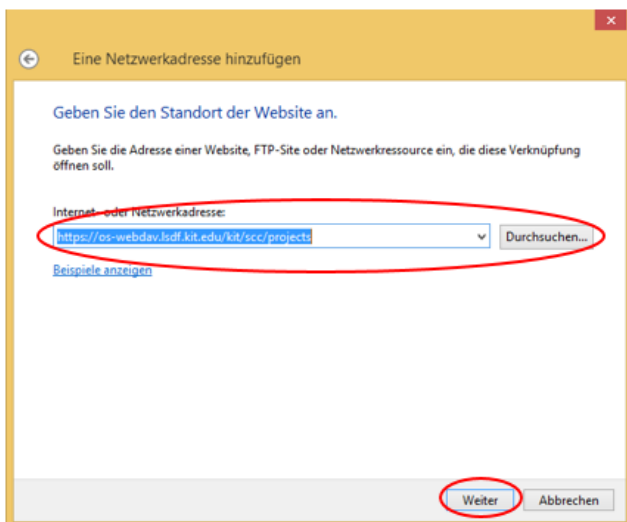 Eine Netzwerkadresse hinzufügen
Geben Sie den Standort der Website an.
Geben Sie die Adresse einer Website, FTP-Site oder Netzwerkressource ein, die diese Verknüpfung
öffnen soll.
Internet- oder Netzwerkadresse:
https://os-webdav.lsdf.kit.edu/kit/scc/projects
Durchsuchen...
Beispiele anzeigen
Weiter
Abbrechen